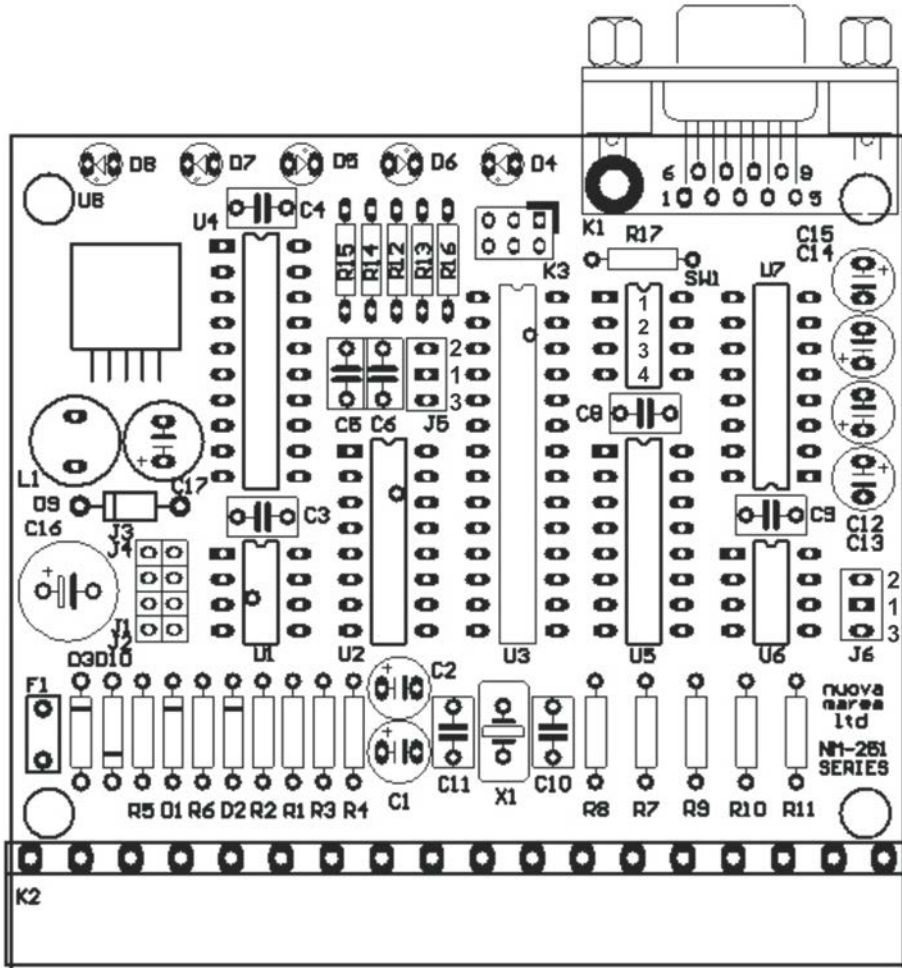 D8 D7 D5 D6 D4
U8
U4
C4
6 9
1 5
K1
R15 R14 R12 R13 R16
K3
R17
SW1
U7
C15
C14
1
2
3
4
2
1
3
C5 C6 J5
C8
L1
C17
D9
C16
C3
C9
C12
C13
J3
J4
J1
J2
2
1
3
J6
U1 U2 U3 U5 U6
D3 D10
F1
C2
C1
C11 X1 C10
nuova
marea
ltd
NM-251
SERIES
R5 D1 R6 D2 R2 R1 R3 R4
R8 R7 R9 R10 R11
K2